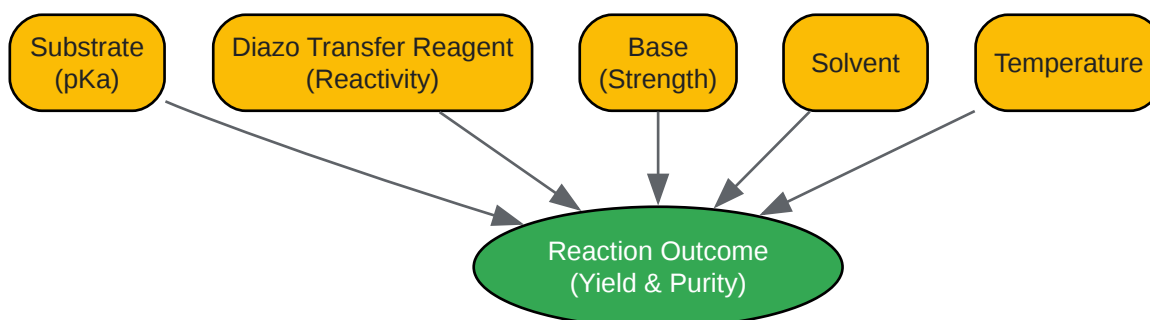 Substrate
(pKa)
Diazo Transfer Reagent
(Reactivity)
Base
(Strength)
Solvent
Temperature
Reaction Outcome
(Yield & Purity)